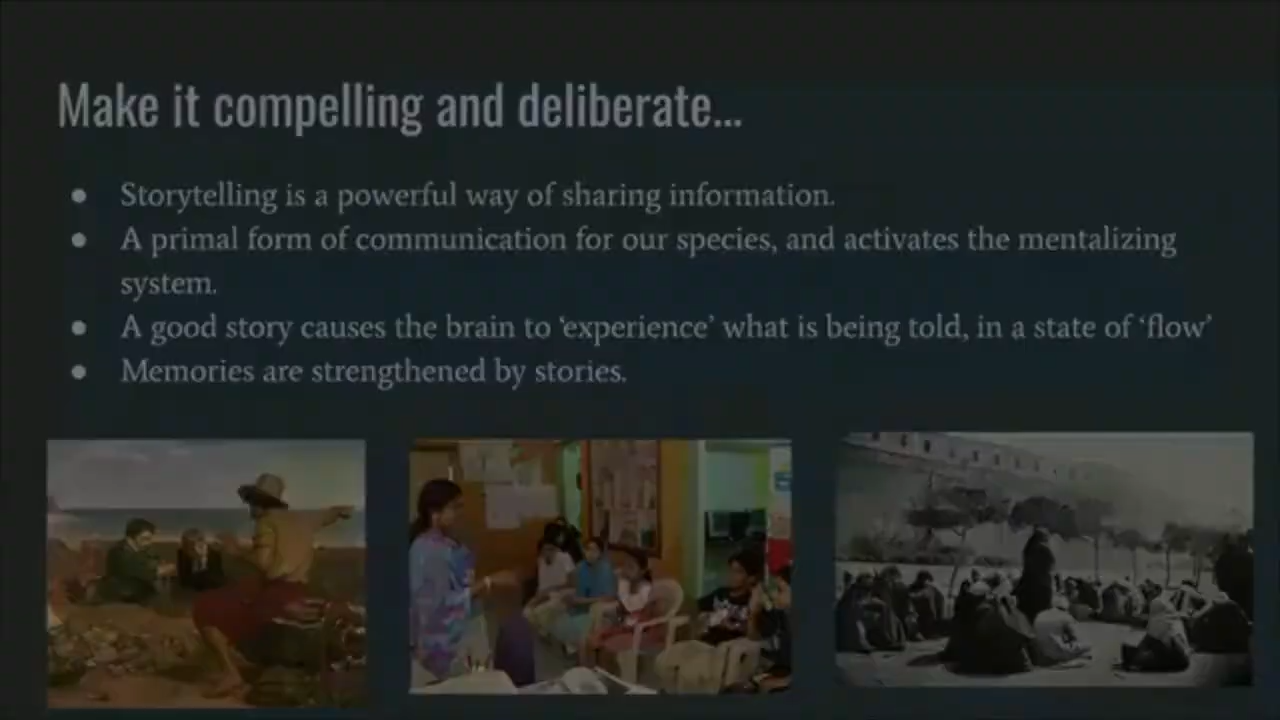 Make it compelling and deliberate...
● Storytelling is a powerful way of sharing information.
● A primal form of communication for our species, and activates the mentalizing
system.
● A good story causes the brain to ‘experience’ what is being told, in a state of ‘flow’
● Memories are strengthened by stories.